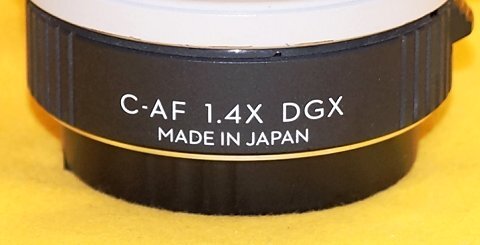 C-AF 1.4X DGX
MADE IN JAPAN